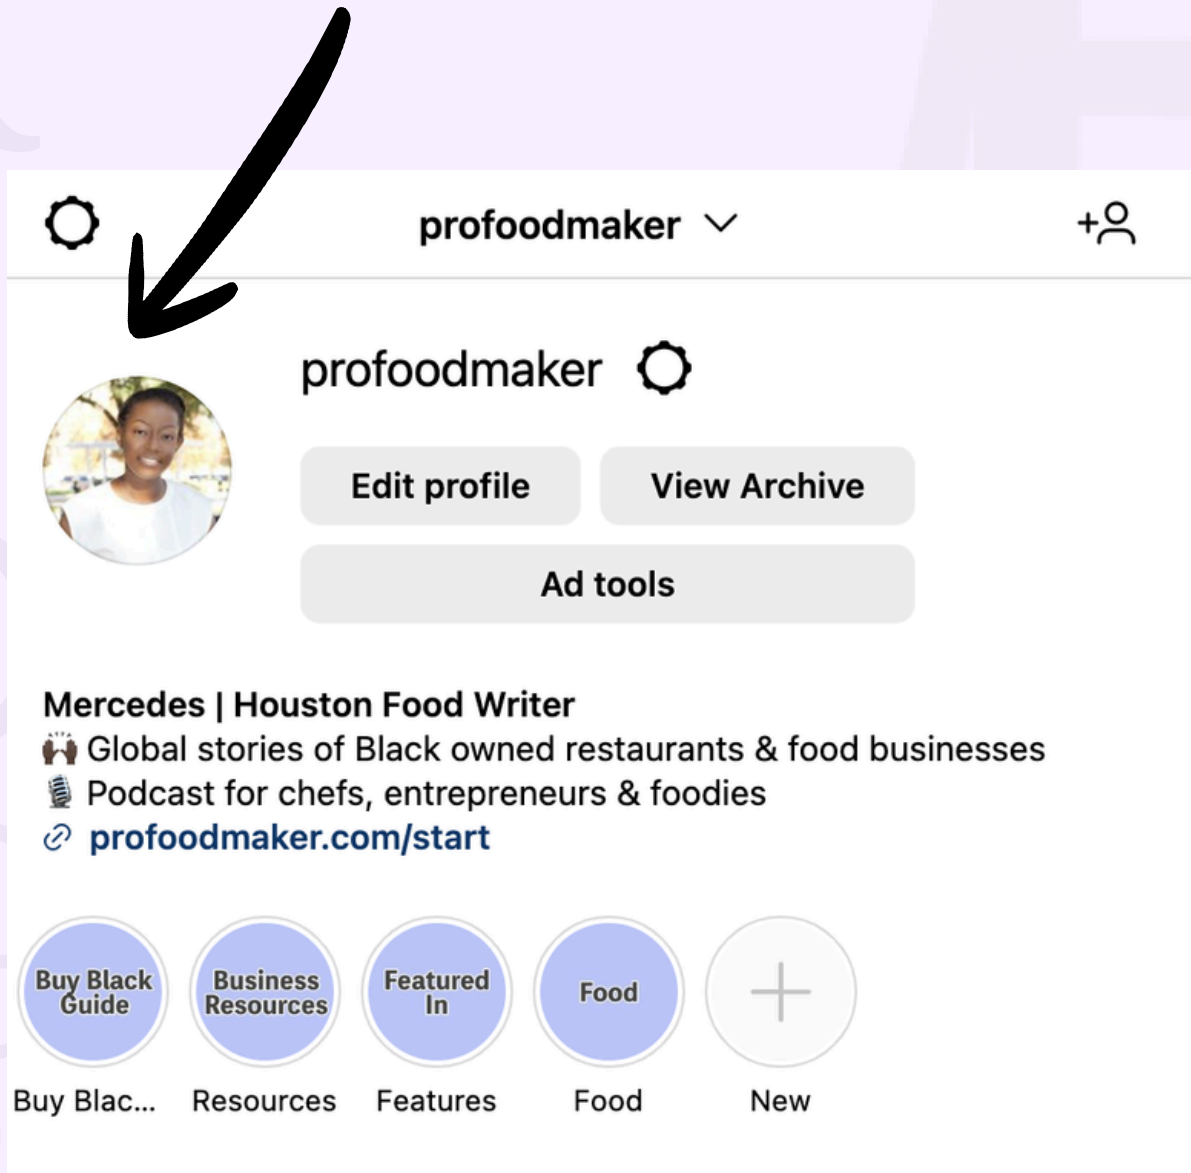 profoodmaker
profoodmaker
Edit profile
View Archive
Ad tools
Mercedes | Houston Food Writer
🙌🏿 Global stories of Black owned restaurants & food businesses
🎙 Podcast for chefs, entrepreneurs & foodies
profoodmaker.com/start
Buy Black
Guide
Business
Resources
Featured
In
Food
Buy Blac...
Resources
Features
Food
New